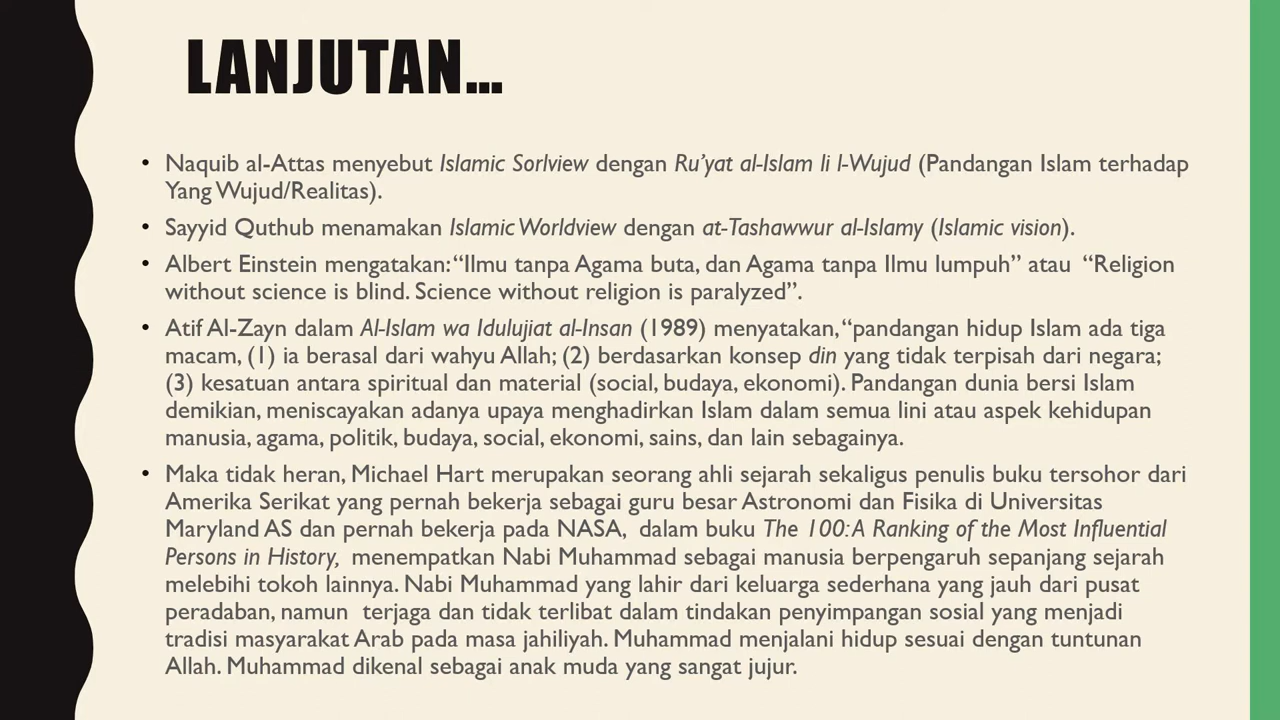 LANJUTAN...
• Naquib al-Attas menyebut Islamic Sorlview dengan Ru’yat al-Islam li l-Wujud (Pandangan Islam terhadap
Yang Wujud/Realitas).
• Sayyid Quthub menamakan Islamic Worldview dengan at-Tashawwur al-Islamy (Islamic vision).
• Albert Einstein mengatakan: “Ilmu tanpa Agama buta, dan Agama tanpa Ilmu lumpuh” atau “Religion
without science is blind. Science without religion is paralyzed”.
• Atif Al-Zayn dalam Al-Islam wa Idulujiat al-Insan (1989) menyatakan, “pandangan hidup Islam ada tiga
macam, (1) ia berasal dari wahyu Allah; (2) berdasarkan konsep din yang tidak terpisah dari negara;
(3) kesatuan antara spiritual dan material (social, budaya, ekonomi). Pandangan dunia bersi Islam
demikian, meniscayakan adanya upaya menghadirkan Islam dalam semua lini atau aspek kehidupan
manusia, agama, politik, budaya, social, ekonomi, sains, dan lain sebagainya.
• Maka tidak heran, Michael Hart merupakan seorang ahli sejarah sekaligus penulis buku tersohor dari
Amerika Serikat yang pernah bekerja sebagai guru besar Astronomi dan Fisika di Universitas
Maryland AS dan pernah bekerja pada NASA, dalam buku The 100: A Ranking of the Most Influential
Persons in History, menempatkan Nabi Muhammad sebagai manusia berpengaruh sepanjang sejarah
melebihi tokoh lainnya. Nabi Muhammad yang lahir dari keluarga sederhana yang jauh dari pusat
peradaban, namun terjaga dan tidak terlibat dalam tindakan penyimpangan sosial yang menjadi
tradisi masyarakat Arab pada masa jahiliyah. Muhammad menjalani hidup sesuai dengan tuntunan
Allah. Muhammad dikenal sebagai anak muda yang sangat jujur.